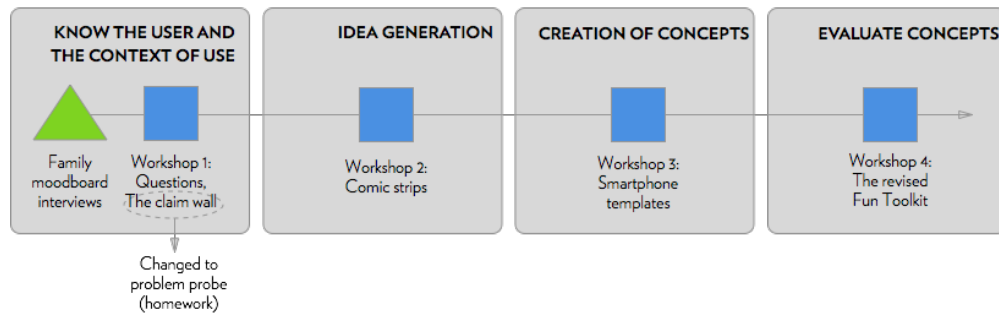 KNOW THE USER AND
THE CONTEXT OF USE
Family
moodboard
interviews
Workshop 1:
Questions,
The claim wall
Changed to
problem probe
(homework)
IDEA GENERATION
Workshop 2:
Comic strips
CREATION OF CONCEPTS
Workshop 3:
Smartphone
templates
EVALUATE CONCEPTS
Workshop 4:
The revised
Fun Toolkit